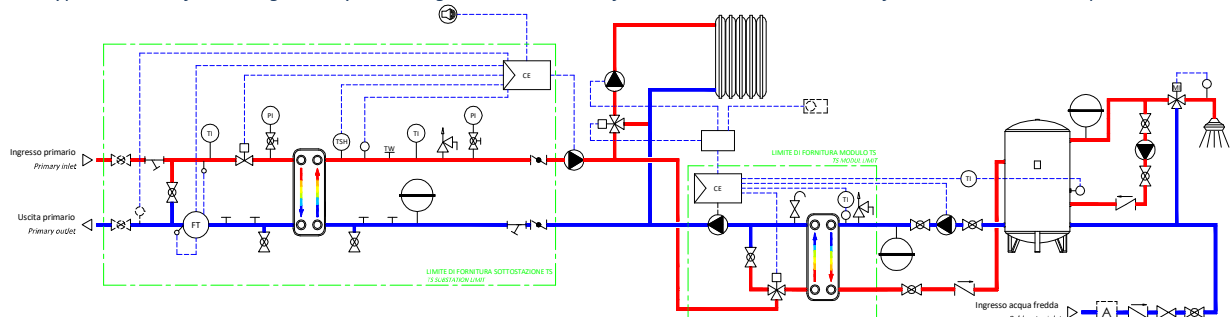 CE
PI
PI
TI
TSH
TI
TW
Ingresso primario
Primary inlet
Uscita primario
Primary outlet
FT
LIMITE DI FORNITURA SOTTOSTAZIONE TS
TS SUBSTATION LIMIT
LIMITE DI FORNITURA MODULO TS
TS MODUL LIMIT
CE
TI
TI
Ingresso acqua fredda
A